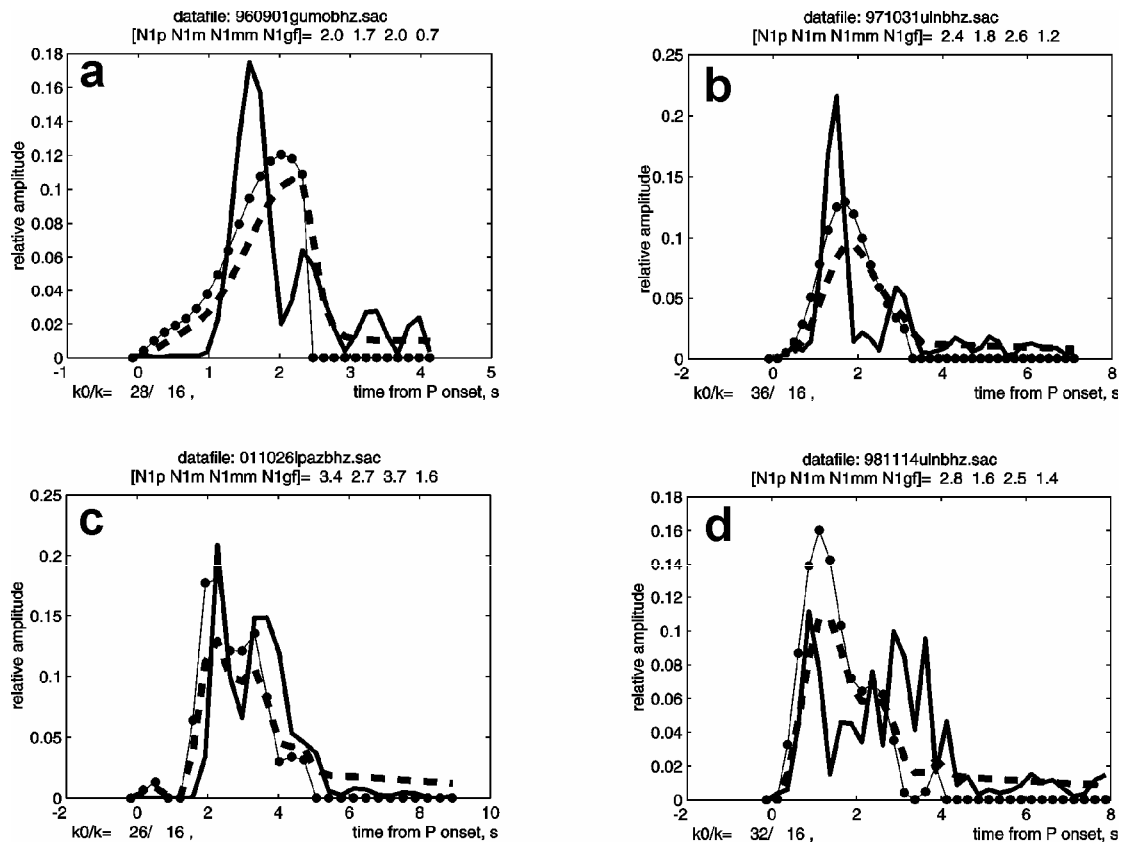 datafile: 960901gumobhz.sac
[N1p N1m N1mm N1gf]= 2.0 1.7 2.0 0.7
a
relative amplitude
0.18
0.16
0.14
0.12
0.1
0.08
0.06
0.04
0.02
0
-1 0 1 2 3 4 5
k0/k= 28/ 16 , time from P onset, s
datafile: 971031ulnbhz.sac
[N1p N1m N1mm N1gf]= 2.4 1.8 2.6 1.2
b
relative amplitude
0.25
0.2
0.15
0.1
0.05
0
-2 0 2 4 6 8
k0/k= 36/ 16 , time from P onset, s
datafile: 011026lpazbhz.sac
[N1p N1m N1mm N1gf]= 3.4 2.7 3.7 1.6
c
relative amplitude
0.25
0.2
0.15
0.1
0.05
0
-2 0 2 4 6 8 10
k0/k= 26/ 16 , time from P onset, s
datafile: 981114ulnbhz.sac
[N1p N1m N1mm N1gf]= 2.8 1.6 2.5 1.4
d
relative amplitude
0.18
0.16
0.14
0.12
0.1
0.08
0.06
0.04
0.02
0
-2 0 2 4 6 8
k0/k= 32/ 16 , time from P onset, s